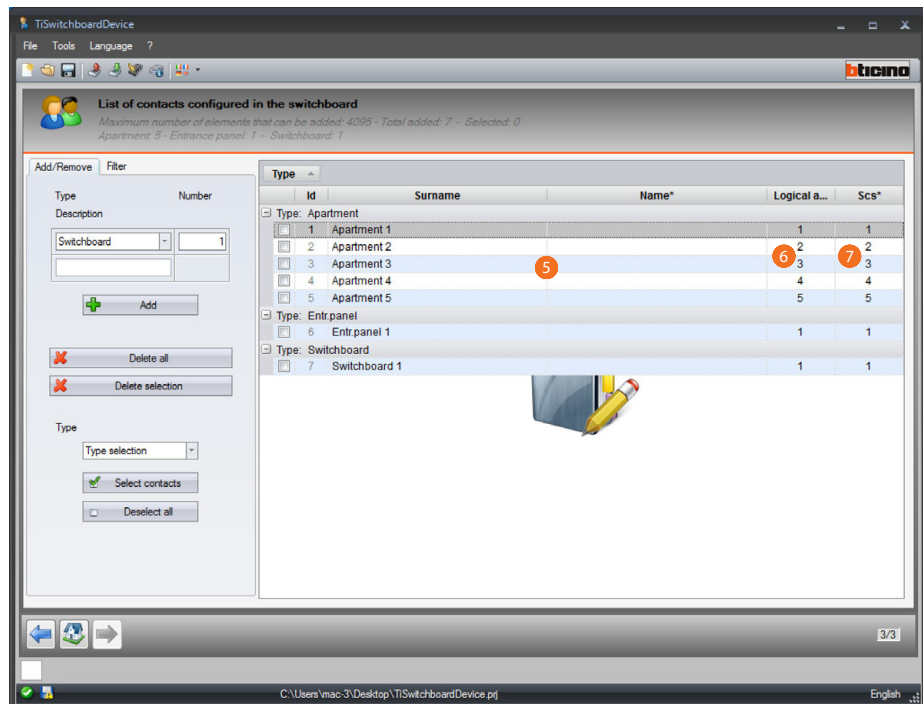 TiSwitchboardDevice
File Tools Language ?
bticino
List of contacts configured in the switchboard
Maximum number of elements that can be added: 4095 - Total added: 7 - Selected: 0
Apartment: 5 - Entrance panel: 1 - Switchboard: 1
Add/Remove Filter
Type Number
Description
Switchboard 1
Add
Delete all
Delete selection
Type
Type selection
Select contacts
Deselect all
Type
Id Surname Name* Logical a... Scs*
Type: Apartment
1 Apartment 1 1 1
2 Apartment 2 2 2
3 Apartment 3 3 3
4 Apartment 4 4 4
5 Apartment 5 5 5
Type: Entr.panel
6 Entr.panel 1 1 1
Type: Switchboard
7 Switchboard 1 1 1
5
6
7
3/3
C:\Users\mac-3\Desktop\TiSwitchboardDevice.prj English